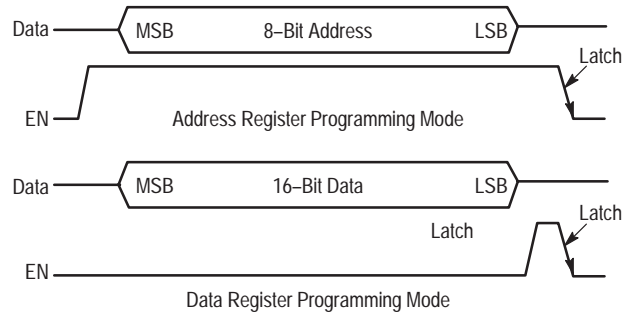 Data MSB 8–Bit Address LSB
Latch
EN Address Register Programming Mode
Data MSB 16–Bit Data LSB
Latch Latch
EN
Data Register Programming Mode